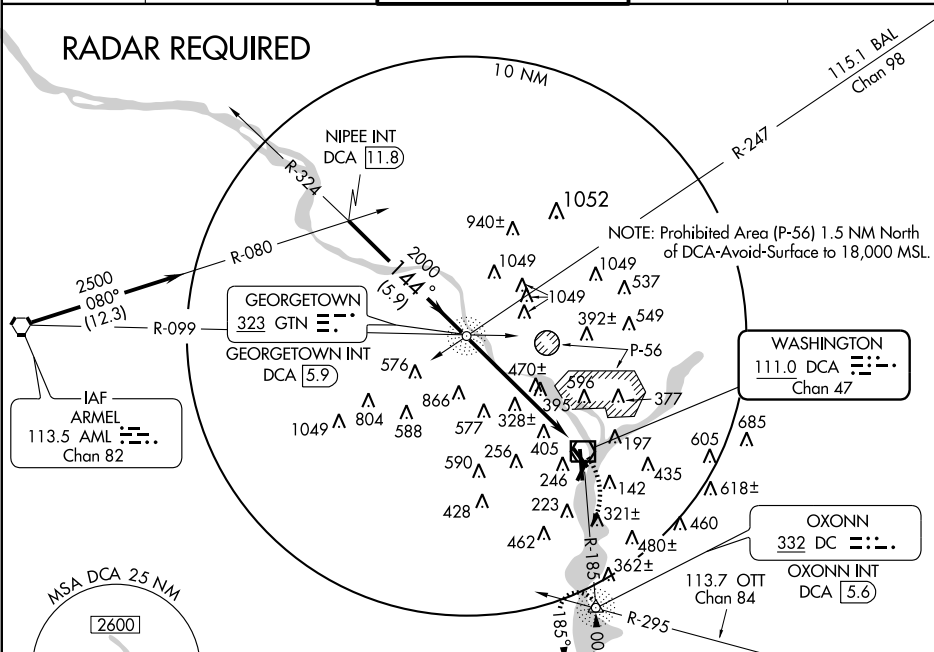 RADAR REQUIRED
10 NM
115.1 BAL
Chan 98
R-247
NIPEE INT
DCA 11.8
R-324
1052
940±
NOTE: Prohibited Area (P-56) 1.5 NM North
of DCA-Avoid-Surface to 18,000 MSL.
R-080
2000
144°
(5.9)
1049
1049
537
1049
2500
080°
(12.3)
R-099
GEORGETOWN
323 GTN
GEORGETOWN INT
DCA 5.9
392±
549
P-56
WASHINGTON
111.0 DCA
Chan 47
576
470±
596
395
377
IAF
ARMEL
113.5 AML
Chan 82
1049
804
588
866
577
328±
405
197
685
605
590
256
246
435
142
618±
428
223
321±
460
462
480±
R-185
362±
OXONN
332 DC
OXONN INT
DCA 5.6
113.7 OTT
Chan 84
R-295
185°
00
MSA DCA 25 NM
2600